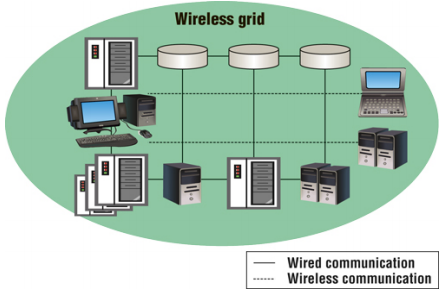 Wireless grid
Wired communication
Wireless communication